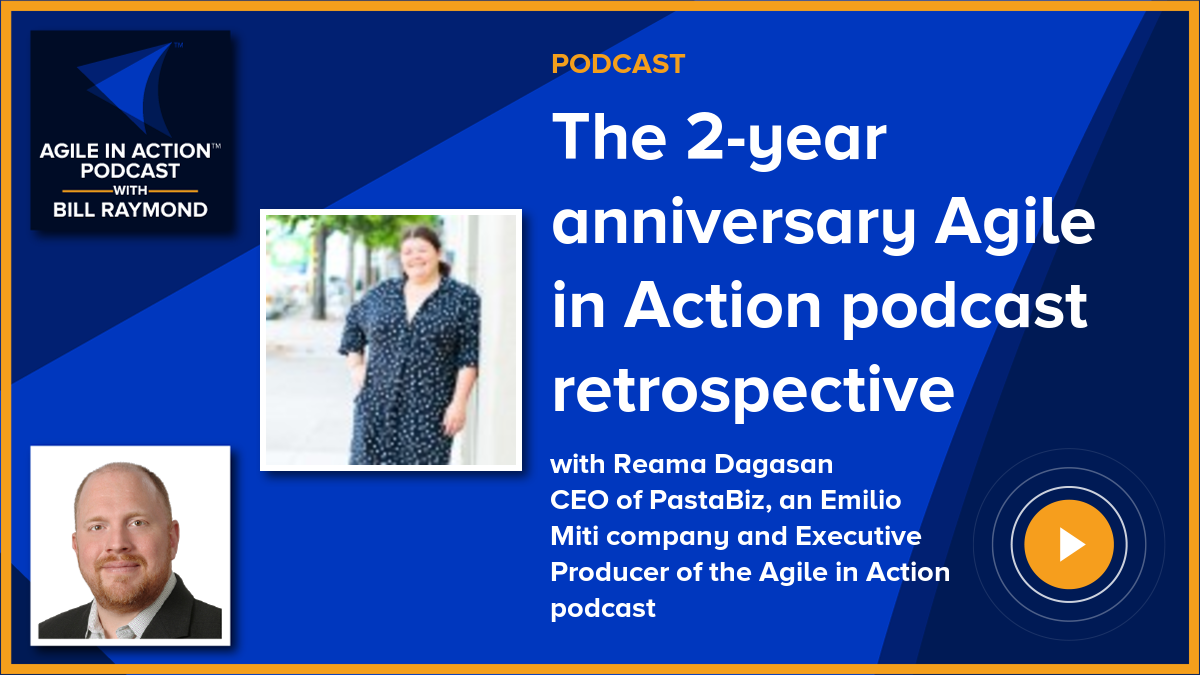 AGILE IN ACTION™
PODCAST
WITH
BILL RAYMOND
PODCAST
The 2-year
anniversary Agile
in Action podcast
retrospective
with Reama Dagasan
CEO of PastaBiz, an Emilio
Miti company and Executive
Producer of the Agile in Action
podcast